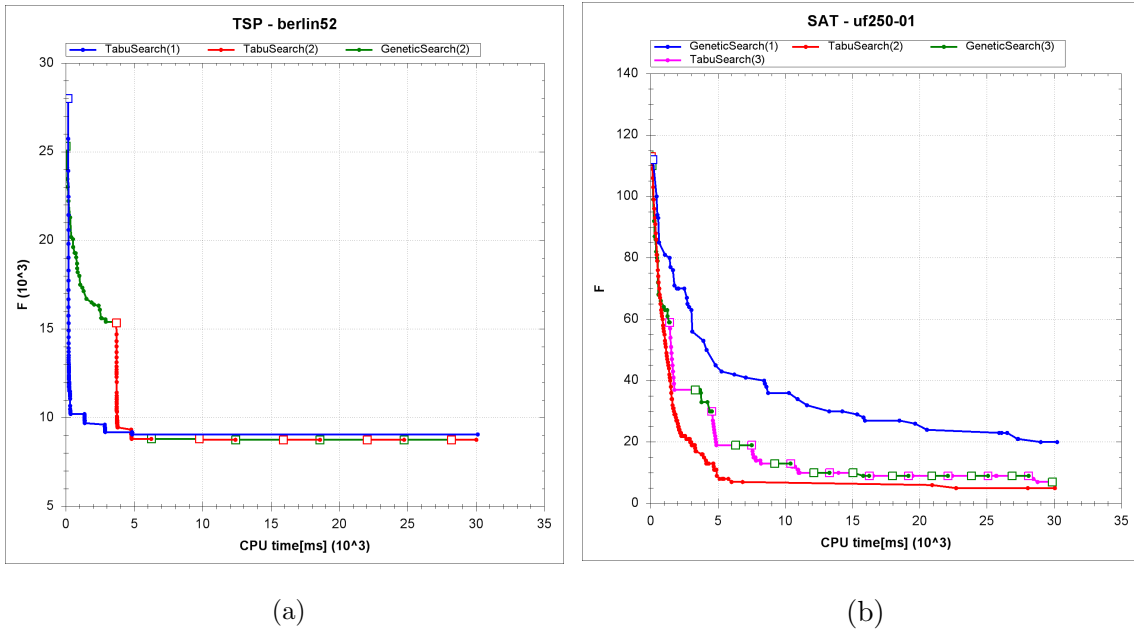 TSP - berlin52
TabuSearch(1) TabuSearch(2) GeneticSearch(2)
30
25
20
15
10
5
F (10^3)
0 5 10 15 20 25 30 35
CPU time[ms] (10^3)
(a)
SAT - uf250-01
GeneticSearch(1) TabuSearch(2) GeneticSearch(3)
TabuSearch(3)
140
120
100
80
60
40
20
0
F
0 5 10 15 20 25 30 35
CPU time[ms] (10^3)
(b)